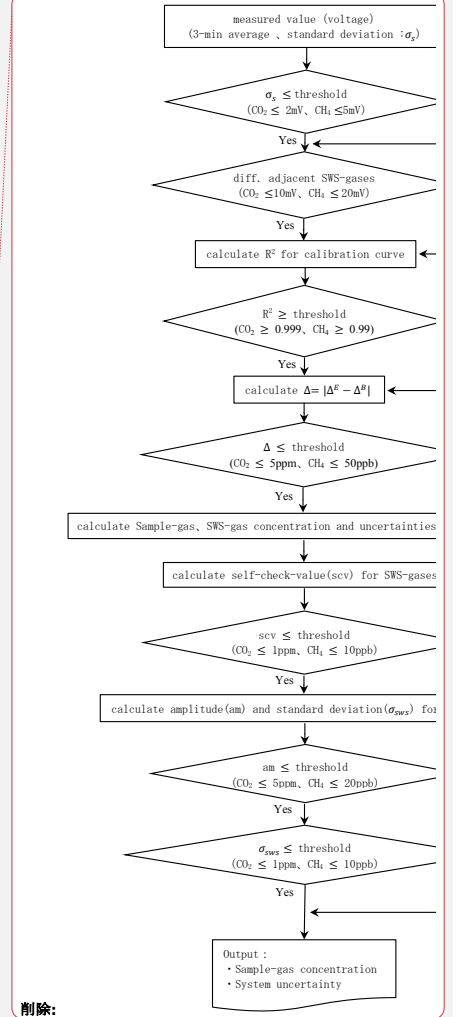 measured value (voltage)
(3-min average 、standard deviation :σs)
σs ≤ threshold
(CO₂ ≤ 2mV、CH₄ ≤5mV)
Yes
diff. adjacent SWS-gases
(CO₂ ≤10mV、CH₄ ≤20mV)
Yes
calculate R² for calibration curve
R² ≥ threshold
(CO₂ ≥ 0.999、CH₄ ≥ 0.99)
Yes
calculate Δ= |Δᴱ − Δᴮ|
Δ ≤ threshold
(CO₂ ≤ 5ppm、CH₄ ≤ 50ppb)
Yes
calculate Sample-gas、SWS-gas concentration and uncertainties
calculate self-check-value(scv) for SWS-gases
scv ≤ threshold
(CO₂ ≤ 1ppm、CH₄ ≤ 10ppb)
Yes
calculate amplitude(am) and standard deviation(σsws) for
am ≤ threshold
(CO₂ ≤ 5ppm、CH₄ ≤ 20ppb)
Yes
σsws ≤ threshold
(CO₂ ≤ 1ppm、CH₄ ≤ 10ppb)
Yes
Output :
・Sample-gas concentration
・System uncertainty
削除: